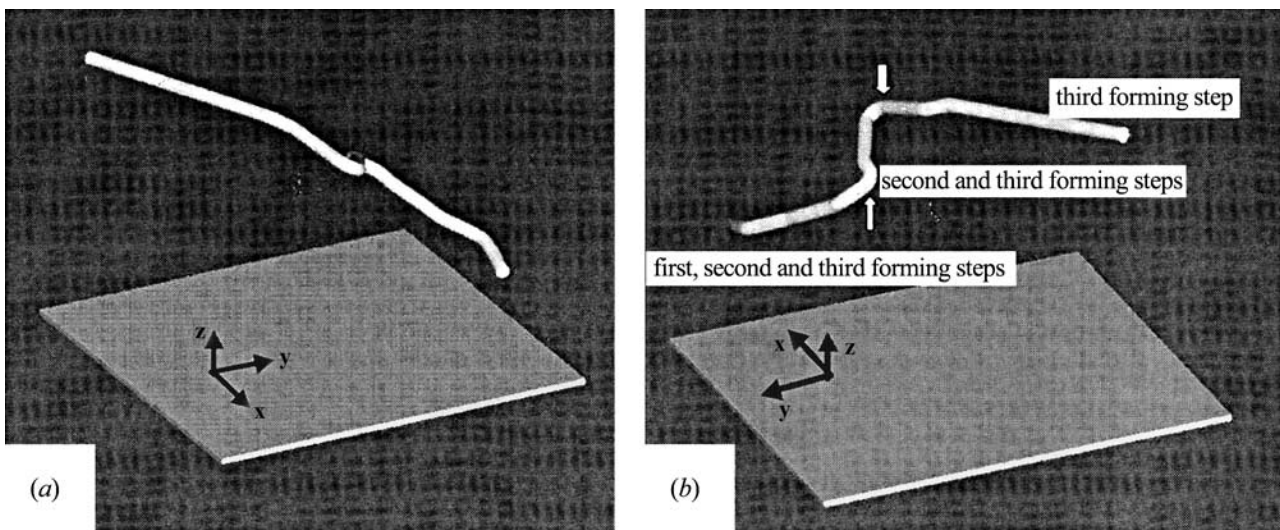 z
y
x
(a)
third forming step
second and third forming steps
first, second and third forming steps
x
z
y
(b)